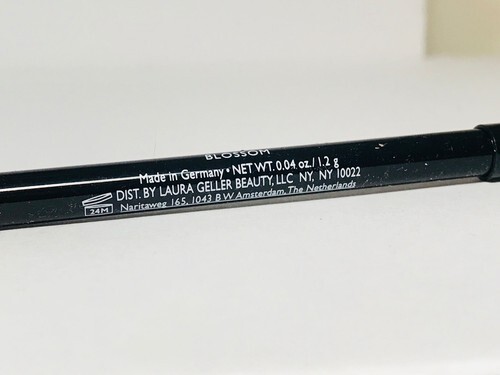 BLOSSOM
Made in Germany • NET WT. 0.04 oz./1.2 g
DIST. BY LAURA GELLER BEAUTY, LLC NY, NY 10022
24M Naritaweg 165, 1043 BW Amsterdam, The Netherlands